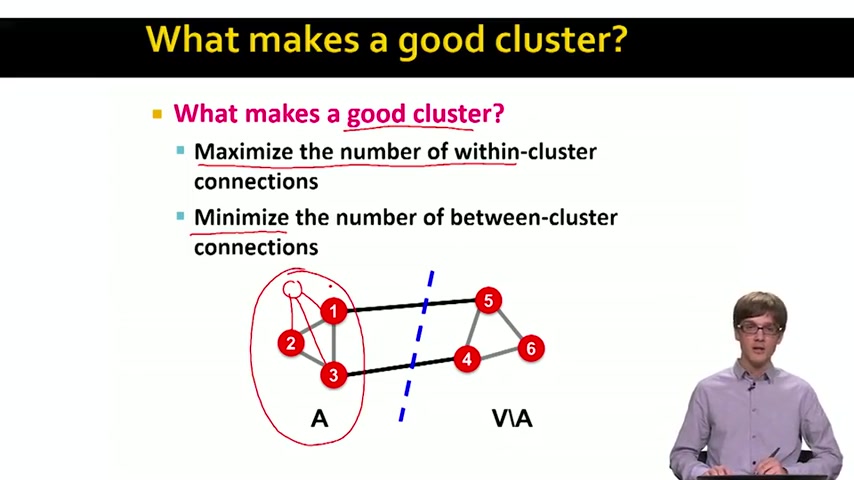 What makes a good cluster?
What makes a good cluster?
Maximize the number of within-cluster
connections
Minimize the number of between-cluster
connections
1
5
2
6
3
4
A
V\A